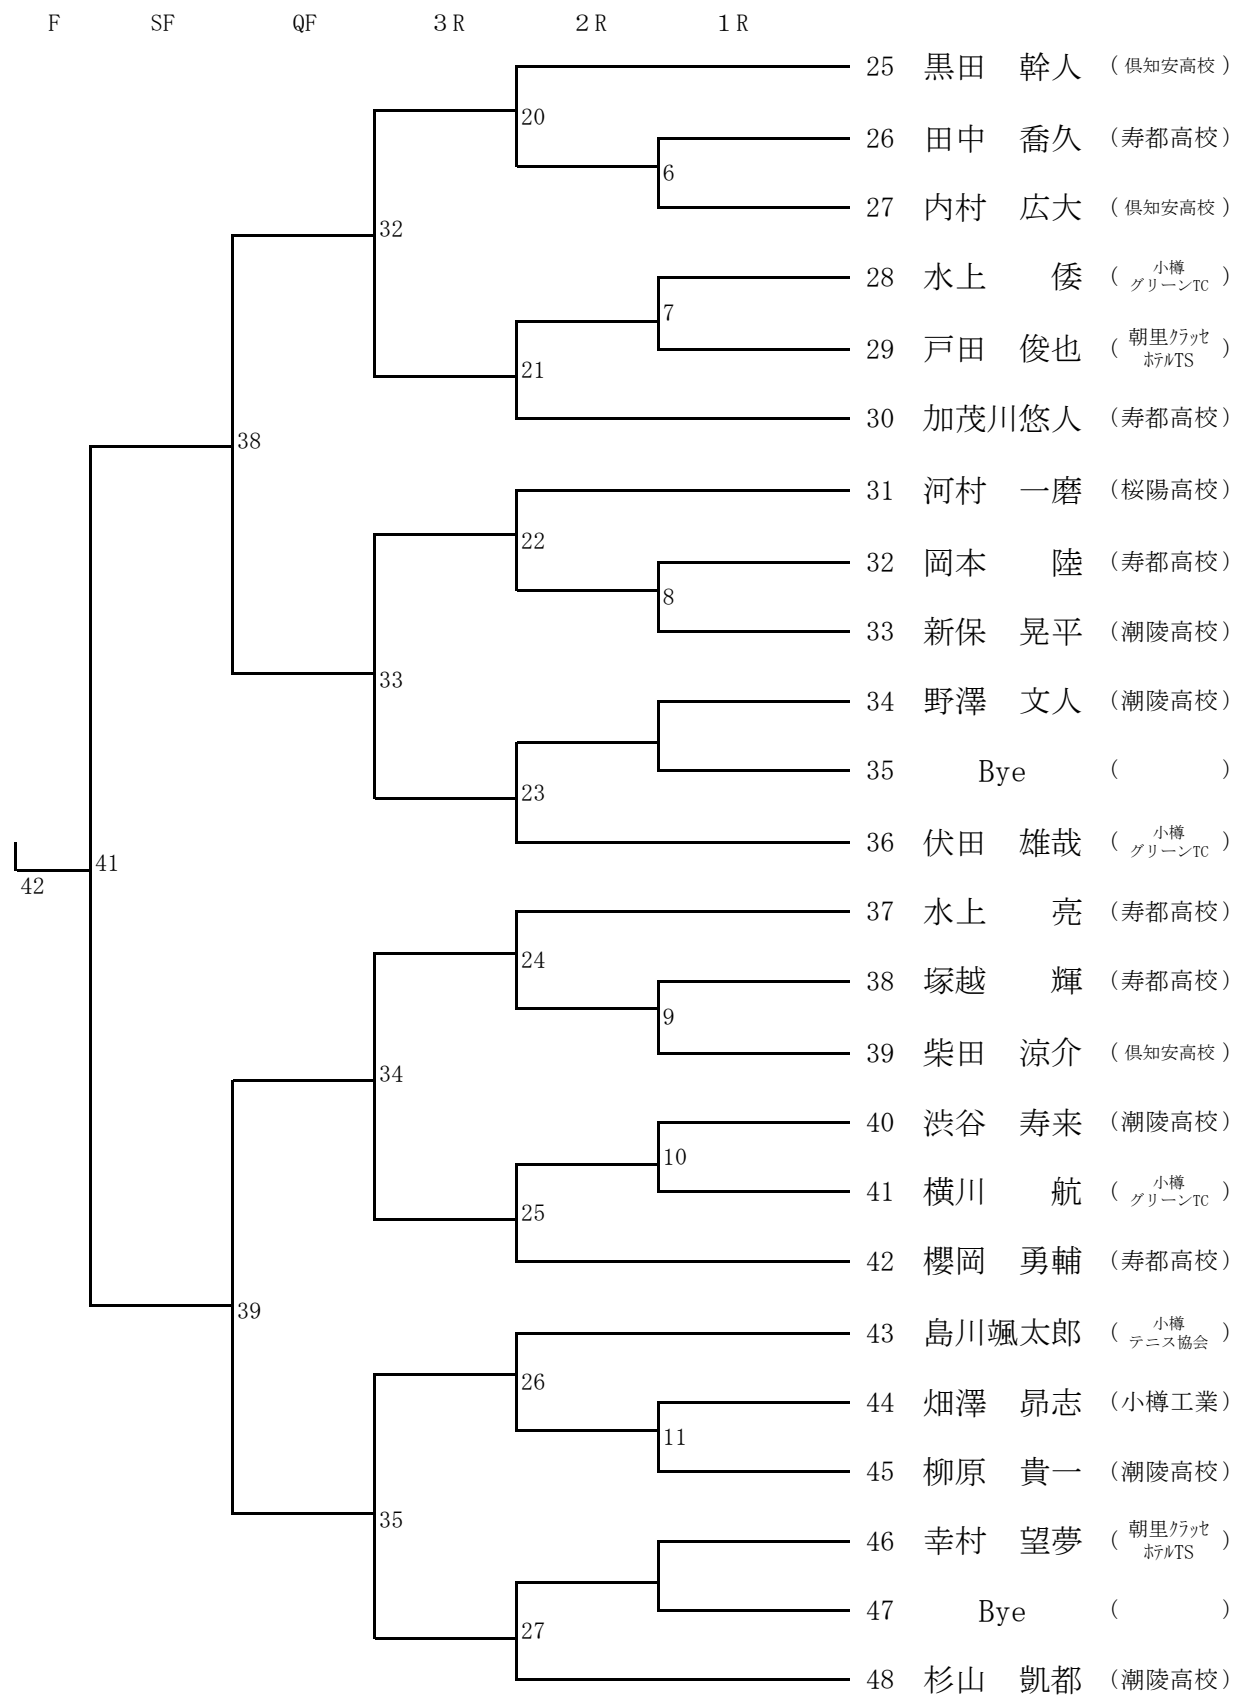 F SF QF 3R 2R 1R
25 黒田 幹人 (倶知安高校)
20
26 田中 喬久 (寿都高校)
6
27 内村 広大 (倶知安高校)
32
28 水上 倭 (小樽
グリーンTC)
7
29 戸田 俊也 (朝里クラッセ
ホテルTS)
21
30 加茂川悠人 (寿都高校)
38
31 河村 一磨 (桜陽高校)
22
32 岡本 陸 (寿都高校)
8
33 新保 晃平 (潮陵高校)
33
34 野澤 文人 (潮陵高校)
35 Bye ( )
23
36 伏田 雄哉 (小樽
グリーンTC)
41
42
37 水上 亮 (寿都高校)
24
38 塚越 輝 (寿都高校)
9
39 柴田 涼介 (倶知安高校)
34
40 渋谷 寿来 (潮陵高校)
10
41 横川 航 (小樽
グリーンTC)
25
42 櫻岡 勇輔 (寿都高校)
39
43 島川颯太郎 (小樽
テニス協会)
26
44 畑澤 昴志 (小樽工業)
11
45 柳原 貴一 (潮陵高校)
35
46 幸村 望夢 (朝里クラッセ
ホテルTS)
47 Bye ( )
27
48 杉山 凱都 (潮陵高校)